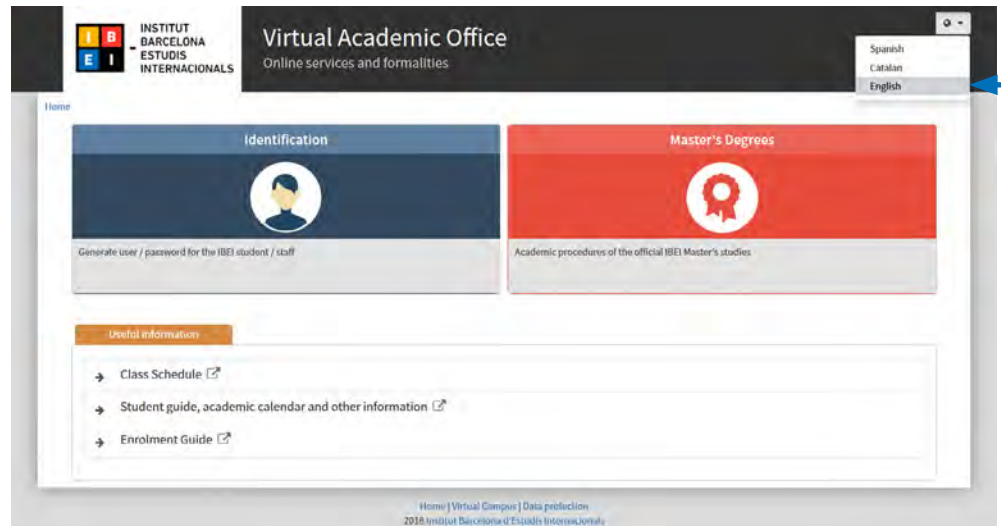 I B
E I
INSTITUT
BARCELONA
ESTUDIS
INTERNACIONALS
Virtual Academic Office
Online services and formalities
Spanish
Catalan
English
Home
Identification
Master's Degrees
Generate user / password for the IBEI student / staff
Academic procedures of the official IBEI Master's studies
Useful information
Class Schedule
Student guide, academic calendar and other information
Enrolment Guide
Home | Virtual Campus | Data protection
2018 Institut Barcelona d'Estudis Internacionals